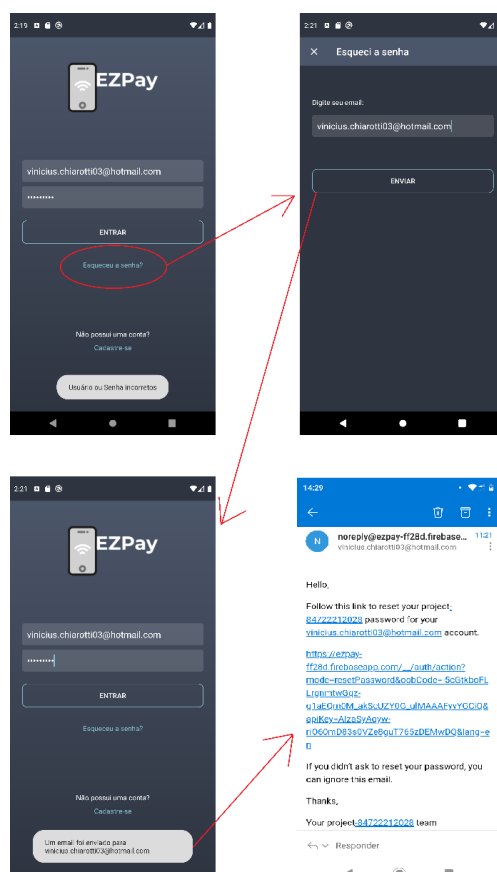 2:19
EZPay
vinicius.chiarotti03@hotmail.com
•••••••••
ENTRAR
Esqueceu a senha?
Não possui uma conta?
Cadastre-se
Usuário ou Senha incorretos
2:21
× Esqueci a senha
Digite seu email:
vinicius.chiarotti03@hotmail.com
ENVIAR
2:21
EZPay
vinicius.chiarotti03@hotmail.com
•••••••••
ENTRAR
Esqueceu a senha?
Não possui uma conta?
Cadastre-se
Um email foi enviado para
vinicius.chiarotti03@hotmail.com
14:29
N
noreply@ezpay-ff28d.firebase... 11:21
vinicius.chiarotti03@hotmail.com
Hello,
Follow this link to reset your project-
84722212028 password for your
vinicius.chiarotti03@hotmail.com account.
https://ezpay-
ff28d.firebaseapp.com/__/auth/action?
If you didn't ask to reset your password, you
can ignore this email.
Thanks,
Your project-84722212028 team
Responder